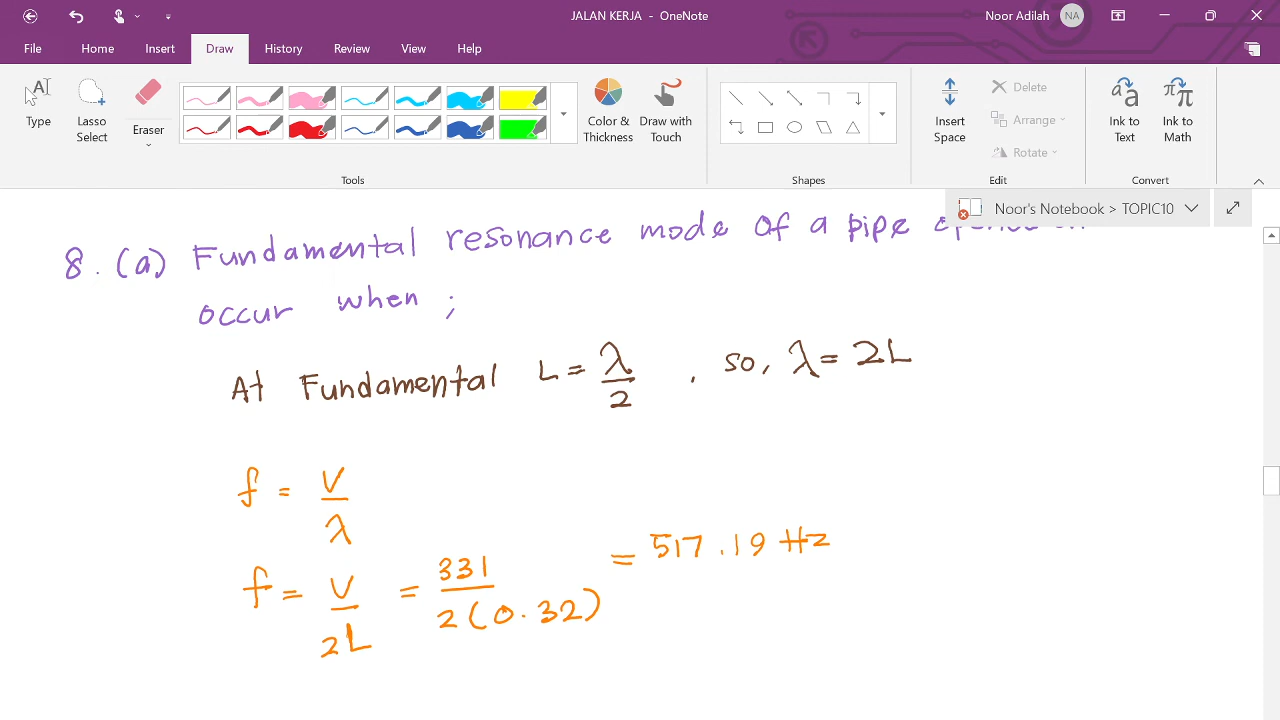 JALAN KERJA - OneNote
Noor Adilah NA
File Home Insert Draw History Review View Help
Type
Lasso Select
Eraser
Color & Thickness
Draw with Touch
Insert Space
Delete
Arrange
Rotate
Ink to Text
Ink to Math
Tools Shapes Edit Convert
Noor's Notebook > TOPIC10
8. (a) Fundamental resonance mode of a pipe
occur when ;
At Fundamental L = λ/2 , so, λ = 2L
f = v/λ
f = v/2L = 331/2(0.32) = 517.19 Hz